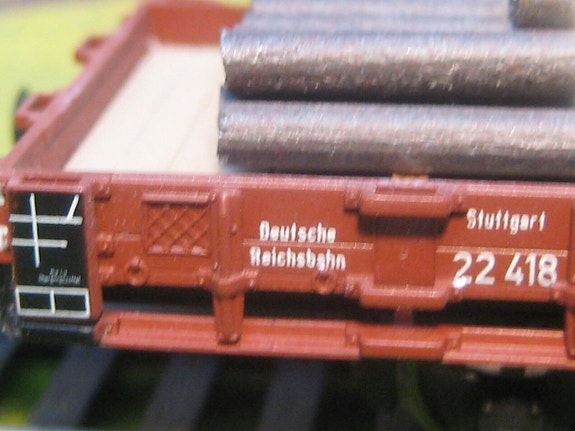 Deutsche
Reichsbahn
Stuttgart
22 418